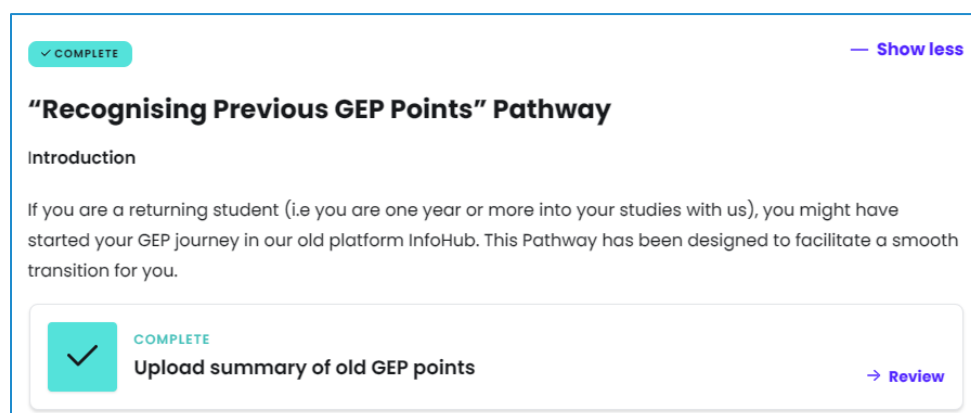 ✓ COMPLETE
— Show less
“Recognising Previous GEP Points” Pathway
Introduction
If you are a returning student (i.e you are one year or more into your studies with us), you might have
started your GEP journey in our old platform InfoHub. This Pathway has been designed to facilitate a smooth
transition for you.
COMPLETE
Upload summary of old GEP points
→ Review